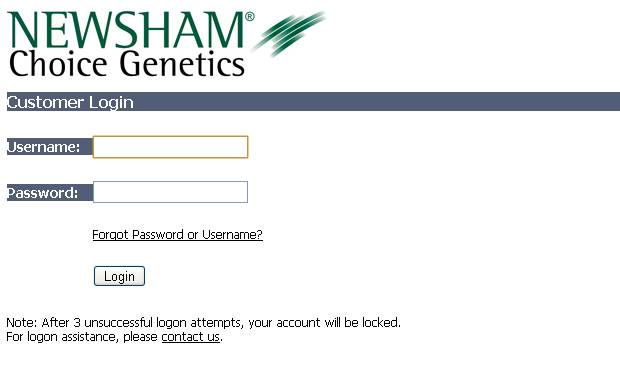 NEWSHAM®
Choice Genetics
Customer Login
Username:
Password:
Forgot Password or Username?
Login
Note: After 3 unsuccessful logon attempts, your account will be locked.
For logon assistance, please contact us.